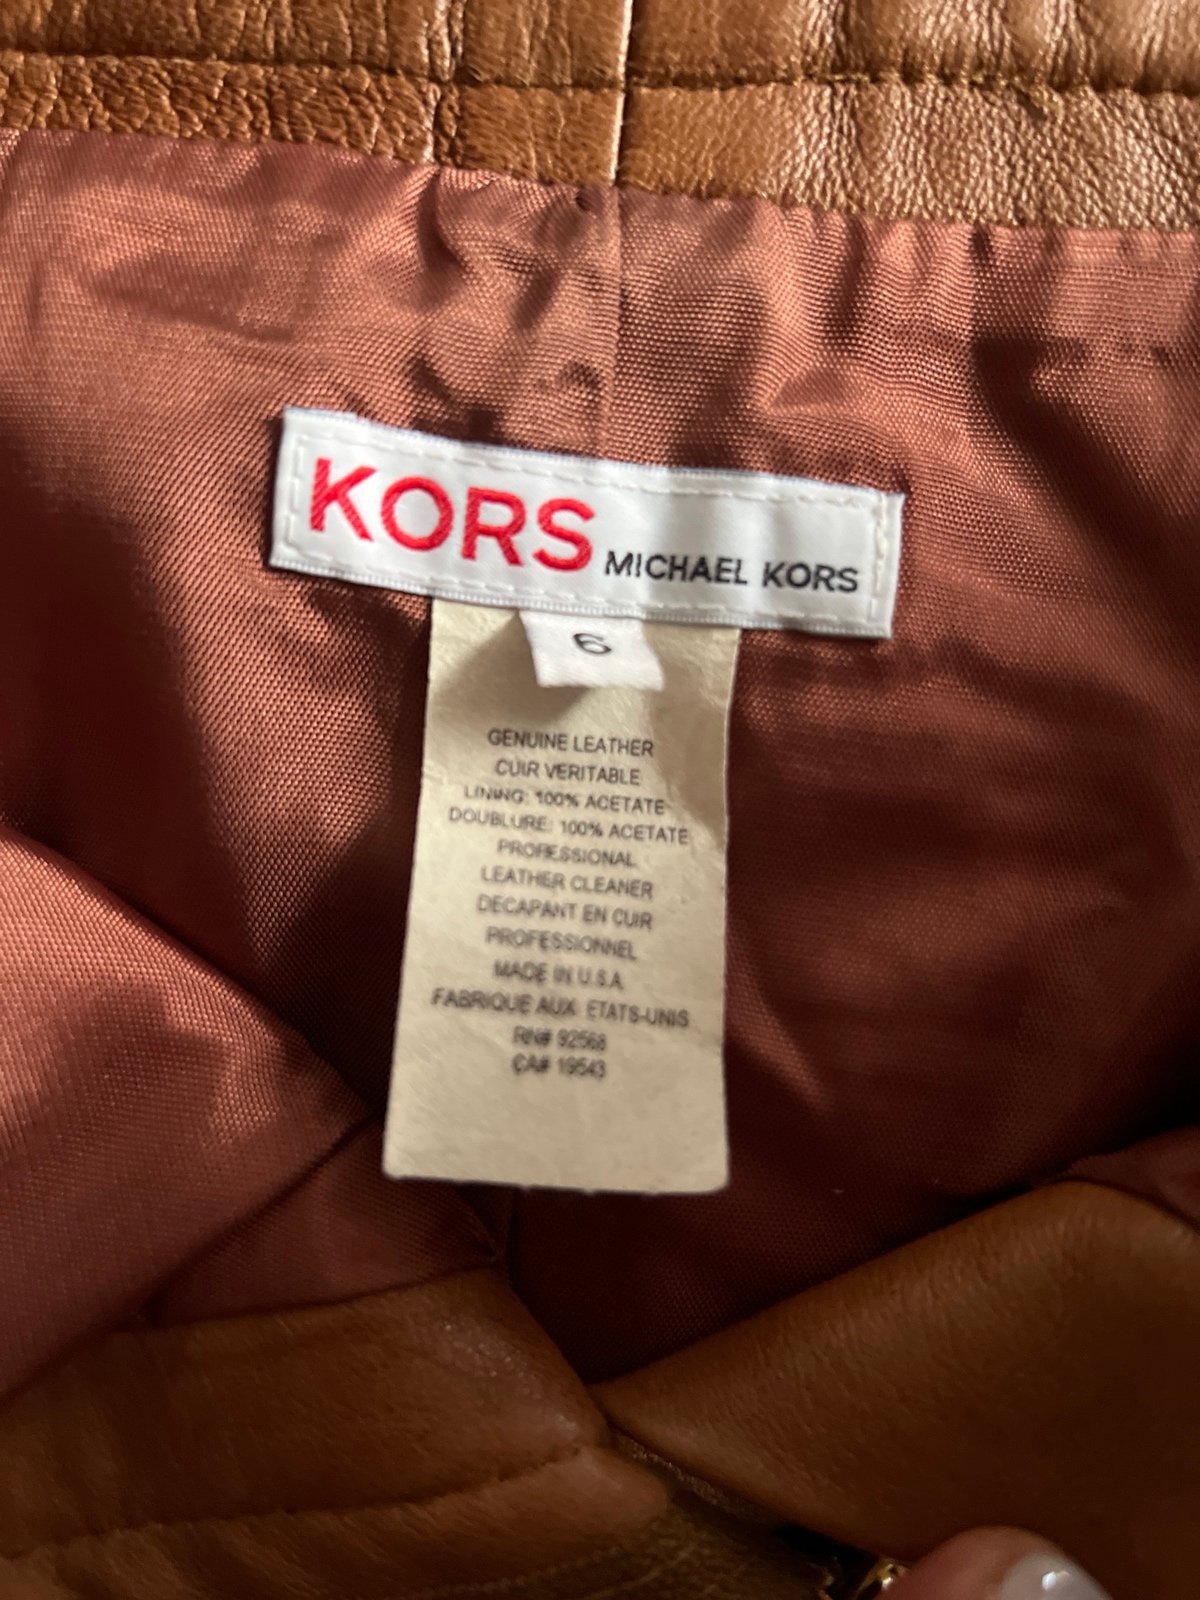 KORS MICHAEL KORS
6
GENUINE LEATHER
CUIR VERITABLE
LINING: 100% ACETATE
DOUBLURE: 100% ACETATE
PROFESSIONAL
LEATHER CLEANER
DECAPANT EN CUIR
PROFESSIONNEL
MADE IN U.S.A
FABRIQUE AUX ETATS-UNIS
RN# 92568
CA# 19543